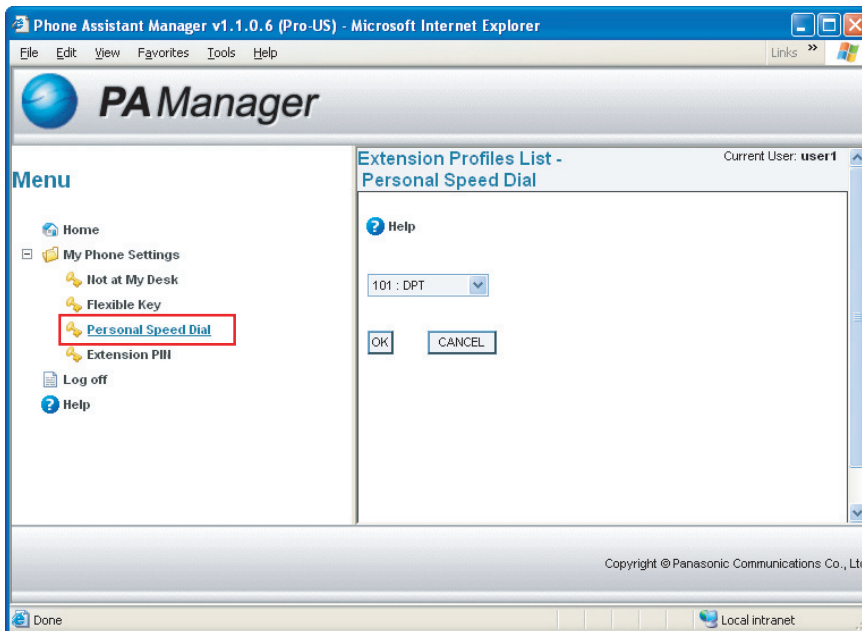 Phone Assistant Manager v1.1.0.6 (Pro-US) - Microsoft Internet Explorer
File Edit View Favorites Tools Help Links »
PA Manager
Menu
Home
My Phone Settings
Not at My Desk
Flexible Key
Personal Speed Dial
Extension PIN
Log off
? Help
Extension Profiles List -
Personal Speed Dial
Current User: user1
? Help
101 : DPT
OK CANCEL
Copyright © Panasonic Communications Co., Ltd
Done Local intranet